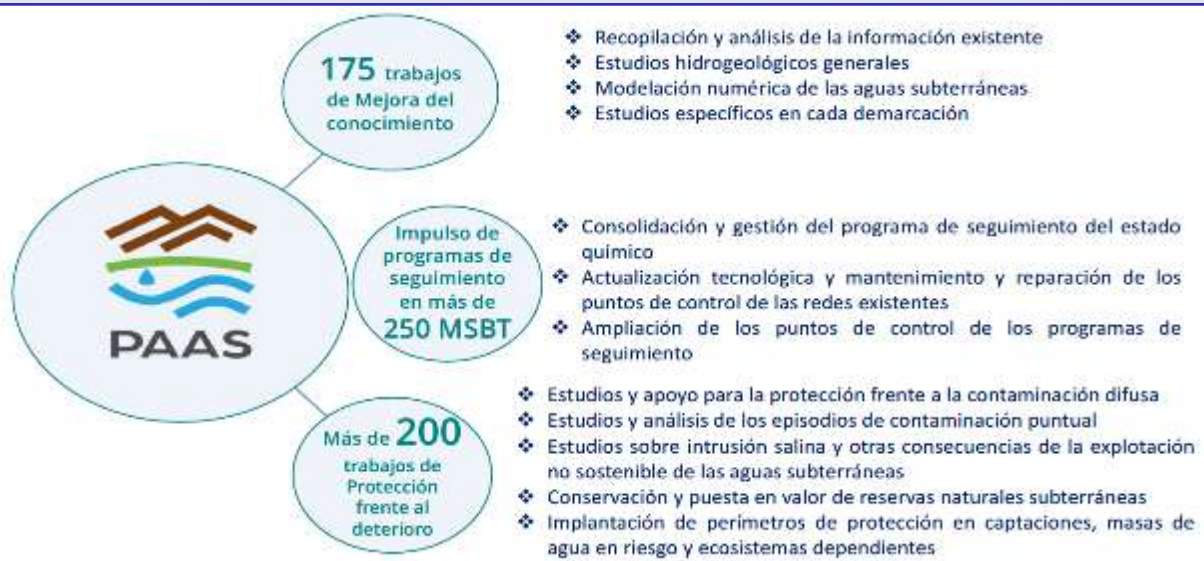 175 trabajos
de Mejora del
conocimiento
❖ Recopilación y análisis de la información existente
❖ Estudios hidrogeológicos generales
❖ Modelación numérica de las aguas subterráneas
❖ Estudios específicos en cada demarcación
PAAS
Impulso de
programas de
seguimiento
en más de
250 MSBT
❖ Consolidación y gestión del programa de seguimiento del estado
químico
❖ Actualización tecnológica y mantenimiento y reparación de los
puntos de control de las redes existentes
❖ Ampliación de los puntos de control de los programas de
seguimiento
Más de 200
trabajos de
Protección
frente al
deterioro
❖ Estudios y apoyo para la protección frente a la contaminación difusa
❖ Estudios y análisis de los episodios de contaminación puntual
❖ Estudios sobre intrusión salina y otras consecuencias de la explotación
no sostenible de las aguas subterráneas
❖ Conservación y puesta en valor de reservas naturales subterráneas
❖ Implantación de perímetros de protección en captaciones, masas de
agua en riesgo y ecosistemas dependientes